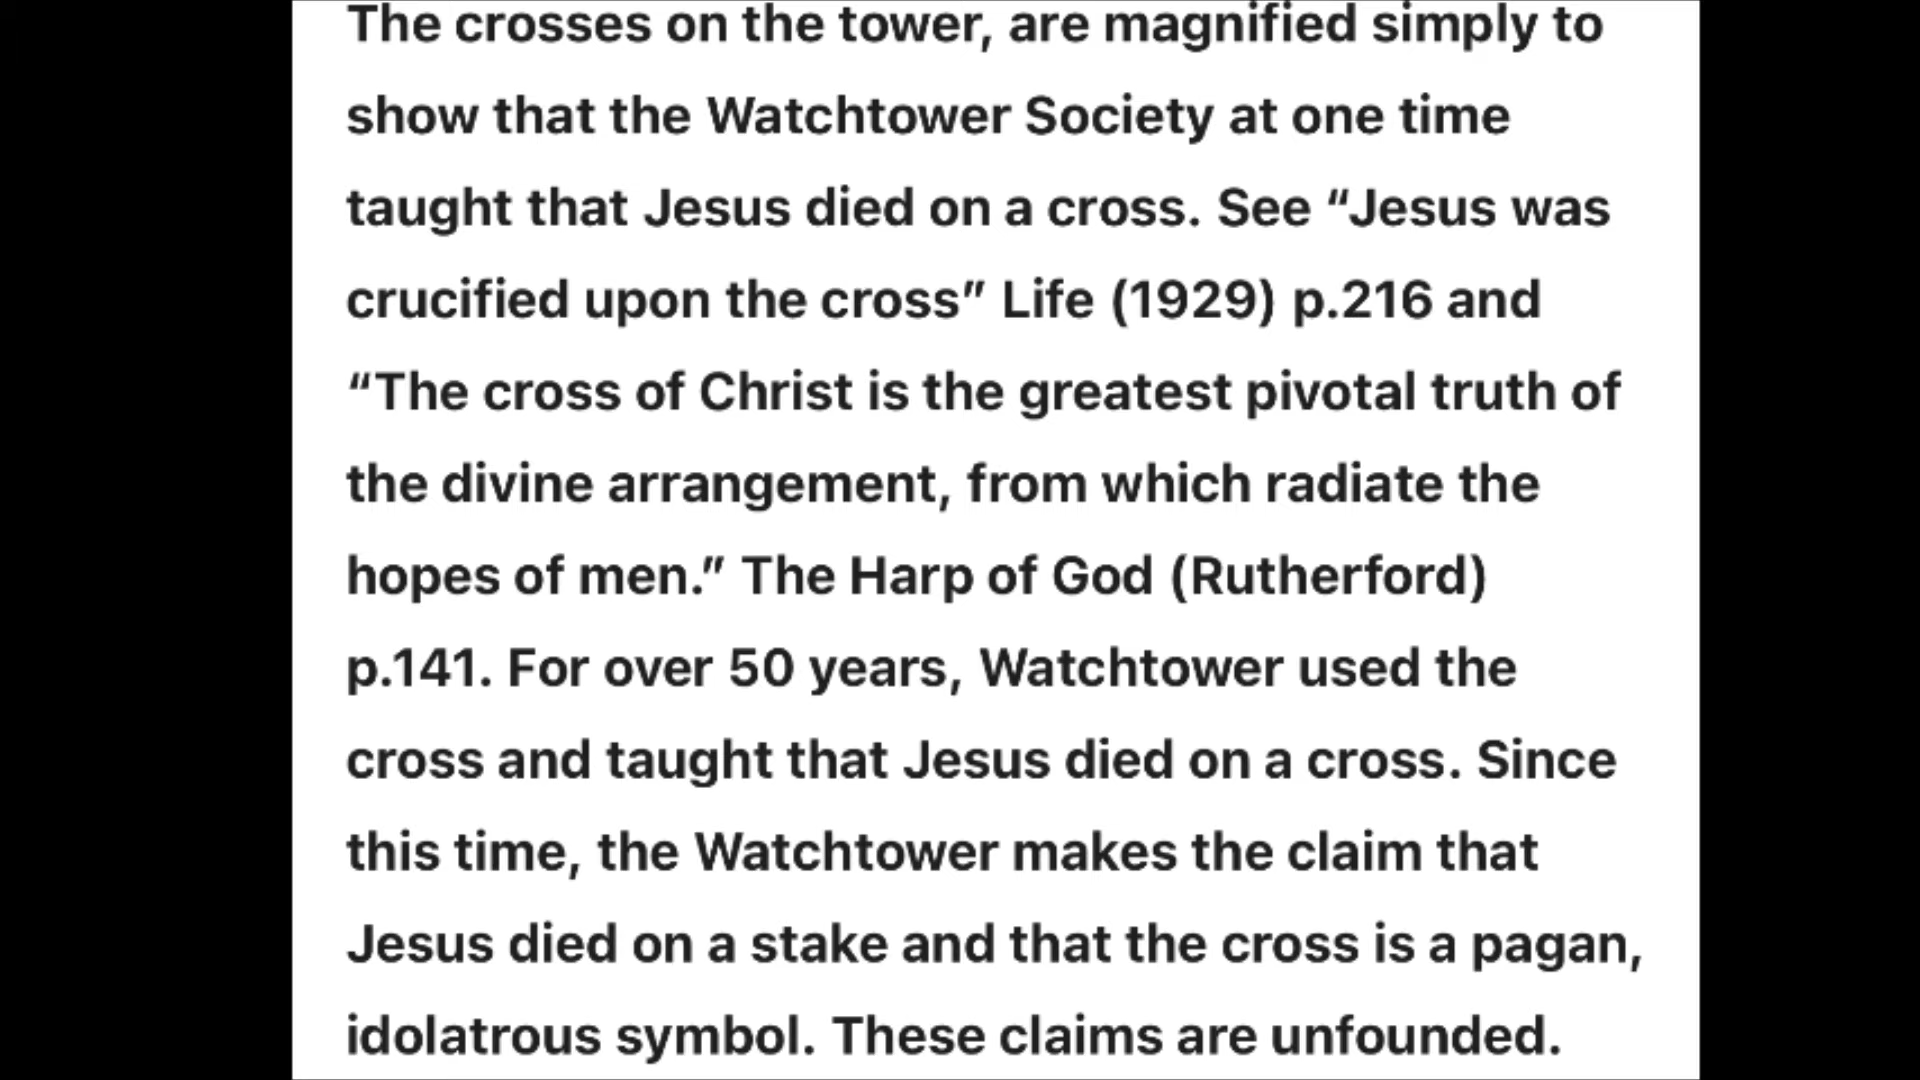 The crosses on the tower, are magnified simply to
show that the Watchtower Society at one time
taught that Jesus died on a cross. See “Jesus was
crucified upon the cross” Life (1929) p.216 and
“The cross of Christ is the greatest pivotal truth of
the divine arrangement, from which radiate the
hopes of men.” The Harp of God (Rutherford)
p.141. For over 50 years, Watchtower used the
cross and taught that Jesus died on a cross. Since
this time, the Watchtower makes the claim that
Jesus died on a stake and that the cross is a pagan,
idolatrous symbol. These claims are unfounded.